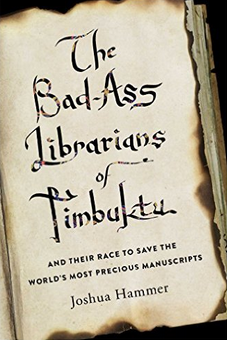 The
Bad-Ass
Librarians
of
Timbuktu
AND THEIR RACE TO SAVE THE
WORLD'S MOST PRECIOUS MANUSCRIPTS
Joshua Hammer